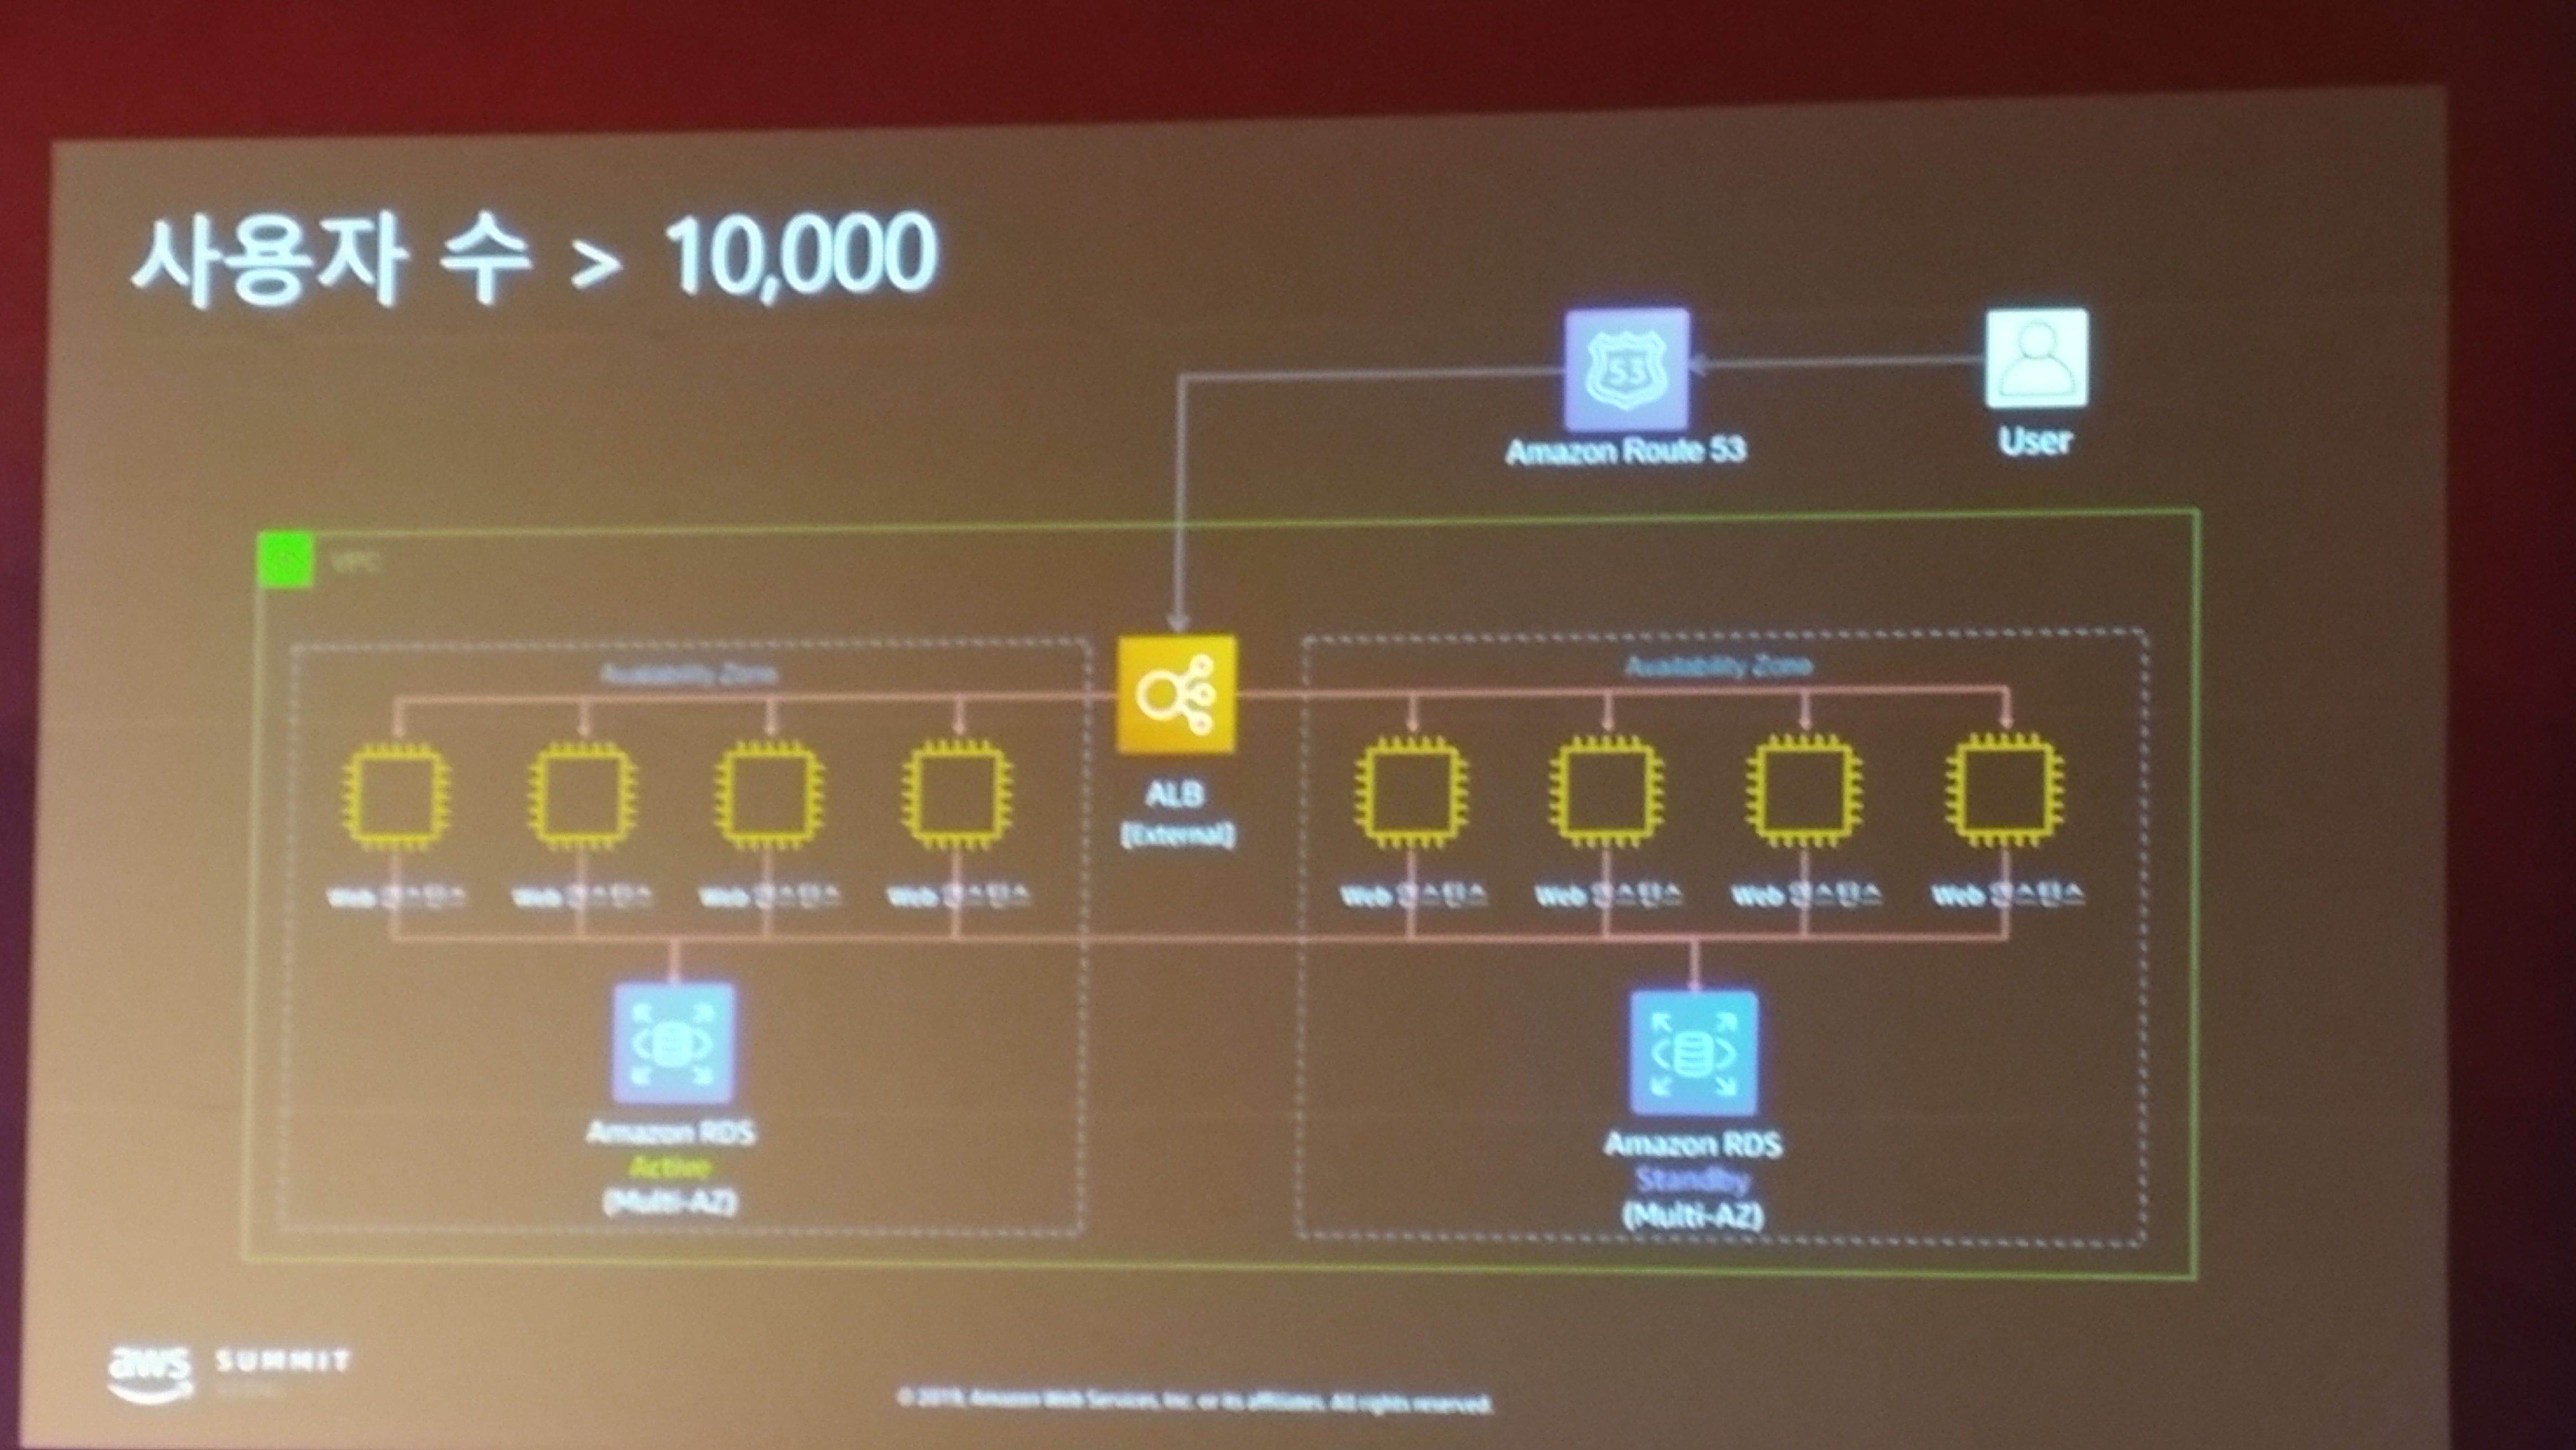 사용자 수 > 10,000
53
Amazon Route 53
User
VPC
Availability Zone
Availability Zone
ALB
[External]
Web 인스턴스
Web 인스턴스
Web 인스턴스
Web 인스턴스
Web 인스턴스
Web 인스턴스
Web 인스턴스
Web 인스턴스
Amazon RDS
Active
(Multi-AZ)
Amazon RDS
Standby
(Multi-AZ)
aws SUMMIT
© 2019, Amazon Web Services, Inc. or its affiliates. All rights reserved.